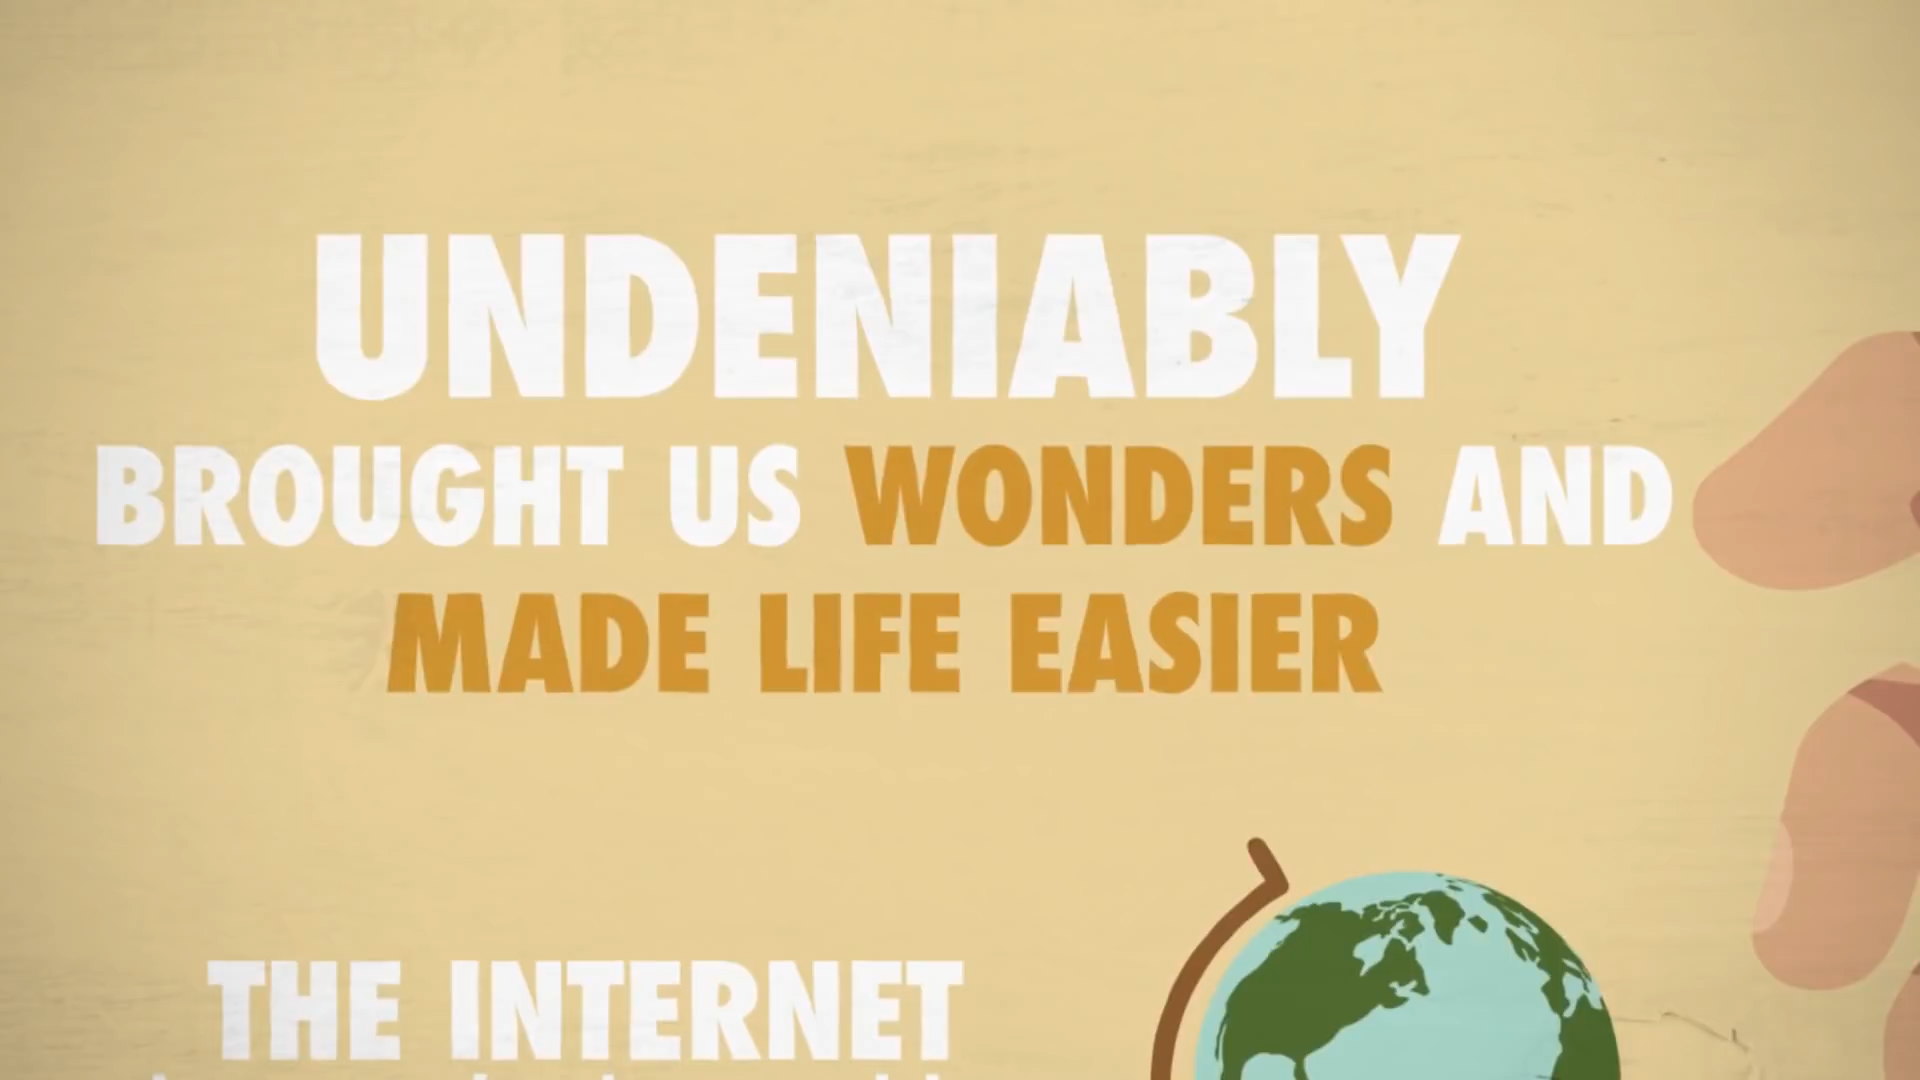 UNDENIABLY
BROUGHT US WONDERS AND
MADE LIFE EASIER
THE INTERNET